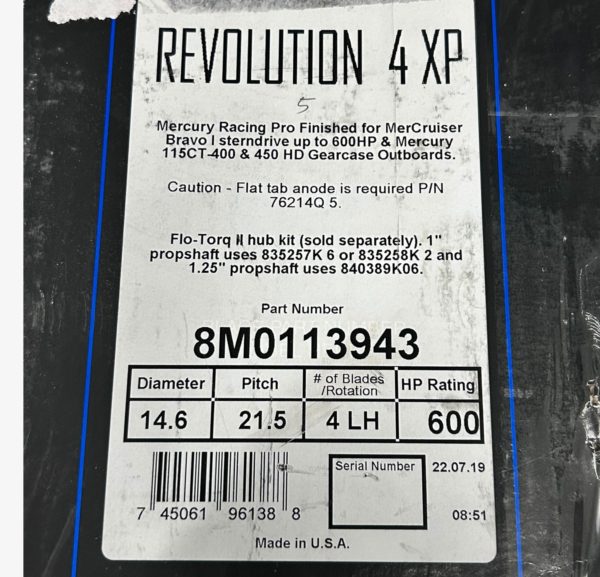 REVOLUTION 4 XP
5
Mercury Racing Pro Finished for MerCruiser
Bravo I sterndrive up to 600HP & Mercury
115CT-400 & 450 HD Gearcase Outboards.
Caution - Flat tab anode is required P/N
76214Q 5.
Flo-Torq II hub kit (sold separately). 1"
propshaft uses 835257K 6 or 835258K 2 and
1.25" propshaft uses 840389K06.
Part Number
8M0113943
Diameter Pitch # of Blades /Rotation HP Rating
14.6 21.5 4 LH 600
Serial Number 22.07.19
7 45061 96138 8 08:51
Made in U.S.A.